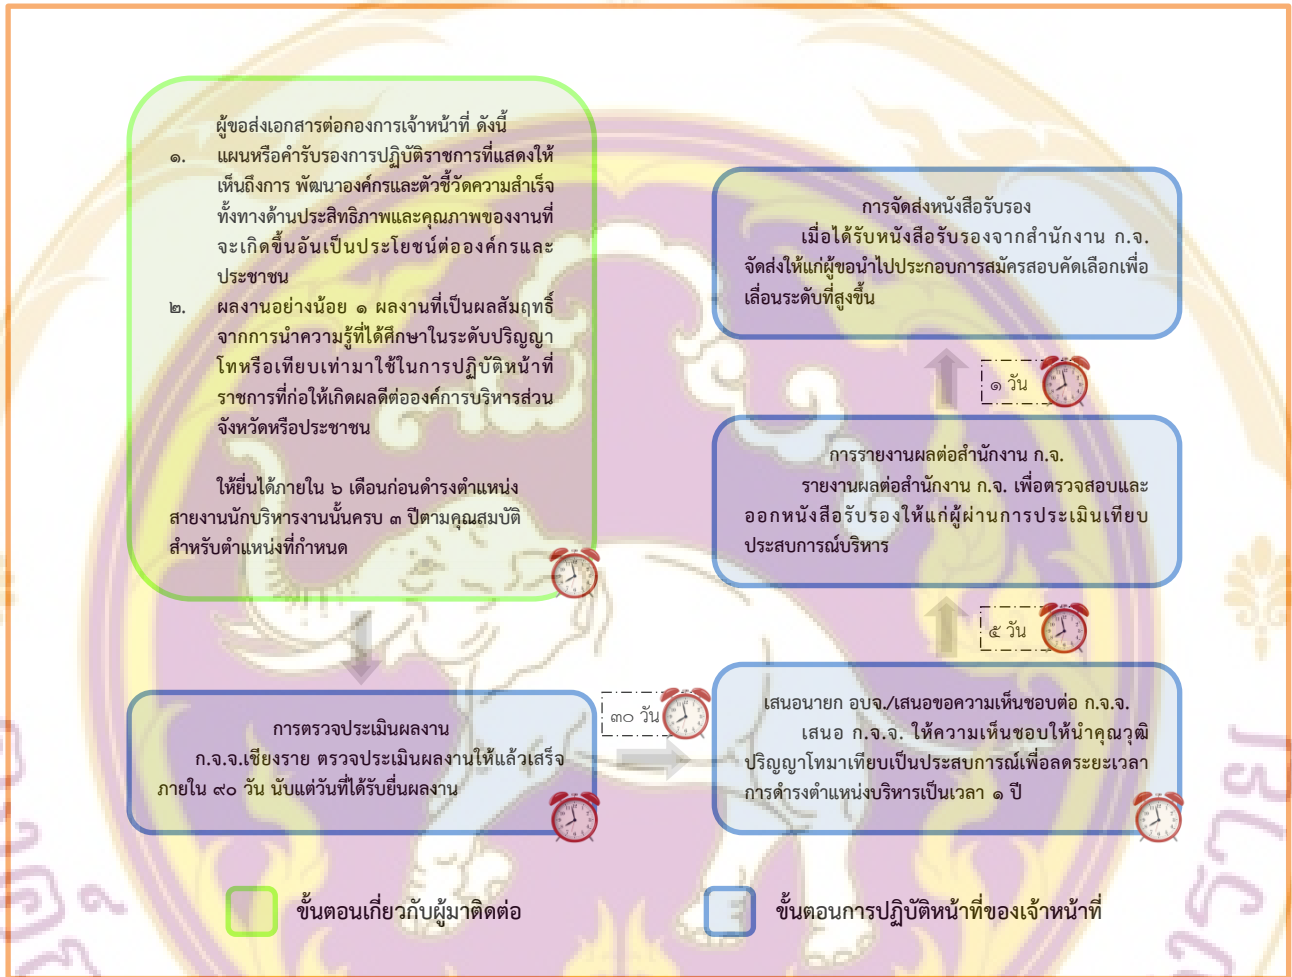 ผู้ขอส่งเอกสารต่อกองการเจ้าหน้าที่ ดังนี้
๑. แผนหรือคำรับรองการปฏิบัติราชการที่แสดงให้
เห็นถึงการ พัฒนาองค์กรและตัวชี้วัดความสำเร็จ
ทั้งทางด้านประสิทธิภาพและคุณภาพของงานที่
จะเกิดขึ้นอันเป็นประโยชน์ต่อองค์กรและ
ประชาชน
๒. ผลงานอย่างน้อย ๑ ผลงานที่เป็นผลสัมฤทธิ์
จากการนำความรู้ที่ได้ศึกษาในระดับปริญญา
โทหรือเทียบเท่ามาใช้ในการปฏิบัติหน้าที่
ราชการที่ก่อให้เกิดผลดีต่อองค์การบริหารส่วน
จังหวัดหรือประชาชน
ให้ยื่นได้ภายใน ๖ เดือนก่อนดำรงตำแหน่ง
สายงานนักบริหารงานนั้นครบ ๓ ปีตามคุณสมบัติ
สำหรับตำแหน่งที่กำหนด
การตรวจประเมินผลงาน
ก.จ.จ.เชียงราย ตรวจประเมินผลงานให้แล้วเสร็จ
ภายใน ๙๐ วัน นับแต่วันที่ได้รับยื่นผลงาน
๓๐ วัน
เสนอนายก อบจ./เสนอขอความเห็นชอบต่อ ก.จ.จ.
เสนอ ก.จ.จ. ให้ความเห็นชอบให้นำคุณวุฒิ
ปริญญาโทมาเทียบเป็นประสบการณ์เพื่อลดระยะเวลา
การดำรงตำแหน่งบริหารเป็นเวลา ๑ ปี
๕ วัน
การรายงานผลต่อสำนักงาน ก.จ.
รายงานผลต่อสำนักงาน ก.จ. เพื่อตรวจสอบและ
ออกหนังสือรับรองให้แก่ผู้ผ่านการประเมินเทียบ
ประสบการณ์บริหาร
๑ วัน
การจัดส่งหนังสือรับรอง
เมื่อได้รับหนังสือรับรองจากสำนักงาน ก.จ.
จัดส่งให้แก่ผู้ขอนำไปประกอบการสมัครสอบคัดเลือกเพื่อ
เลื่อนระดับที่สูงขึ้น
ขั้นตอนเกี่ยวกับผู้มาติดต่อ
ขั้นตอนการปฏิบัติหน้าที่ของเจ้าหน้าที่